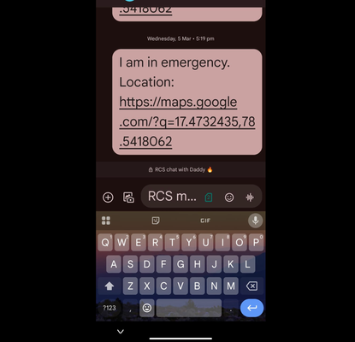 .5418062
Wednesday, 5 Mar • 5:19 pm
I am in emergency.
Location:
https://maps.google
.com/?q=17.4732435,78
.5418062
RCS chat with Daddy 🔥
RCS m...
GIF
Q W E R T Y U I O P
A S D F G H J K L
Z X C V B N M
?123 , .